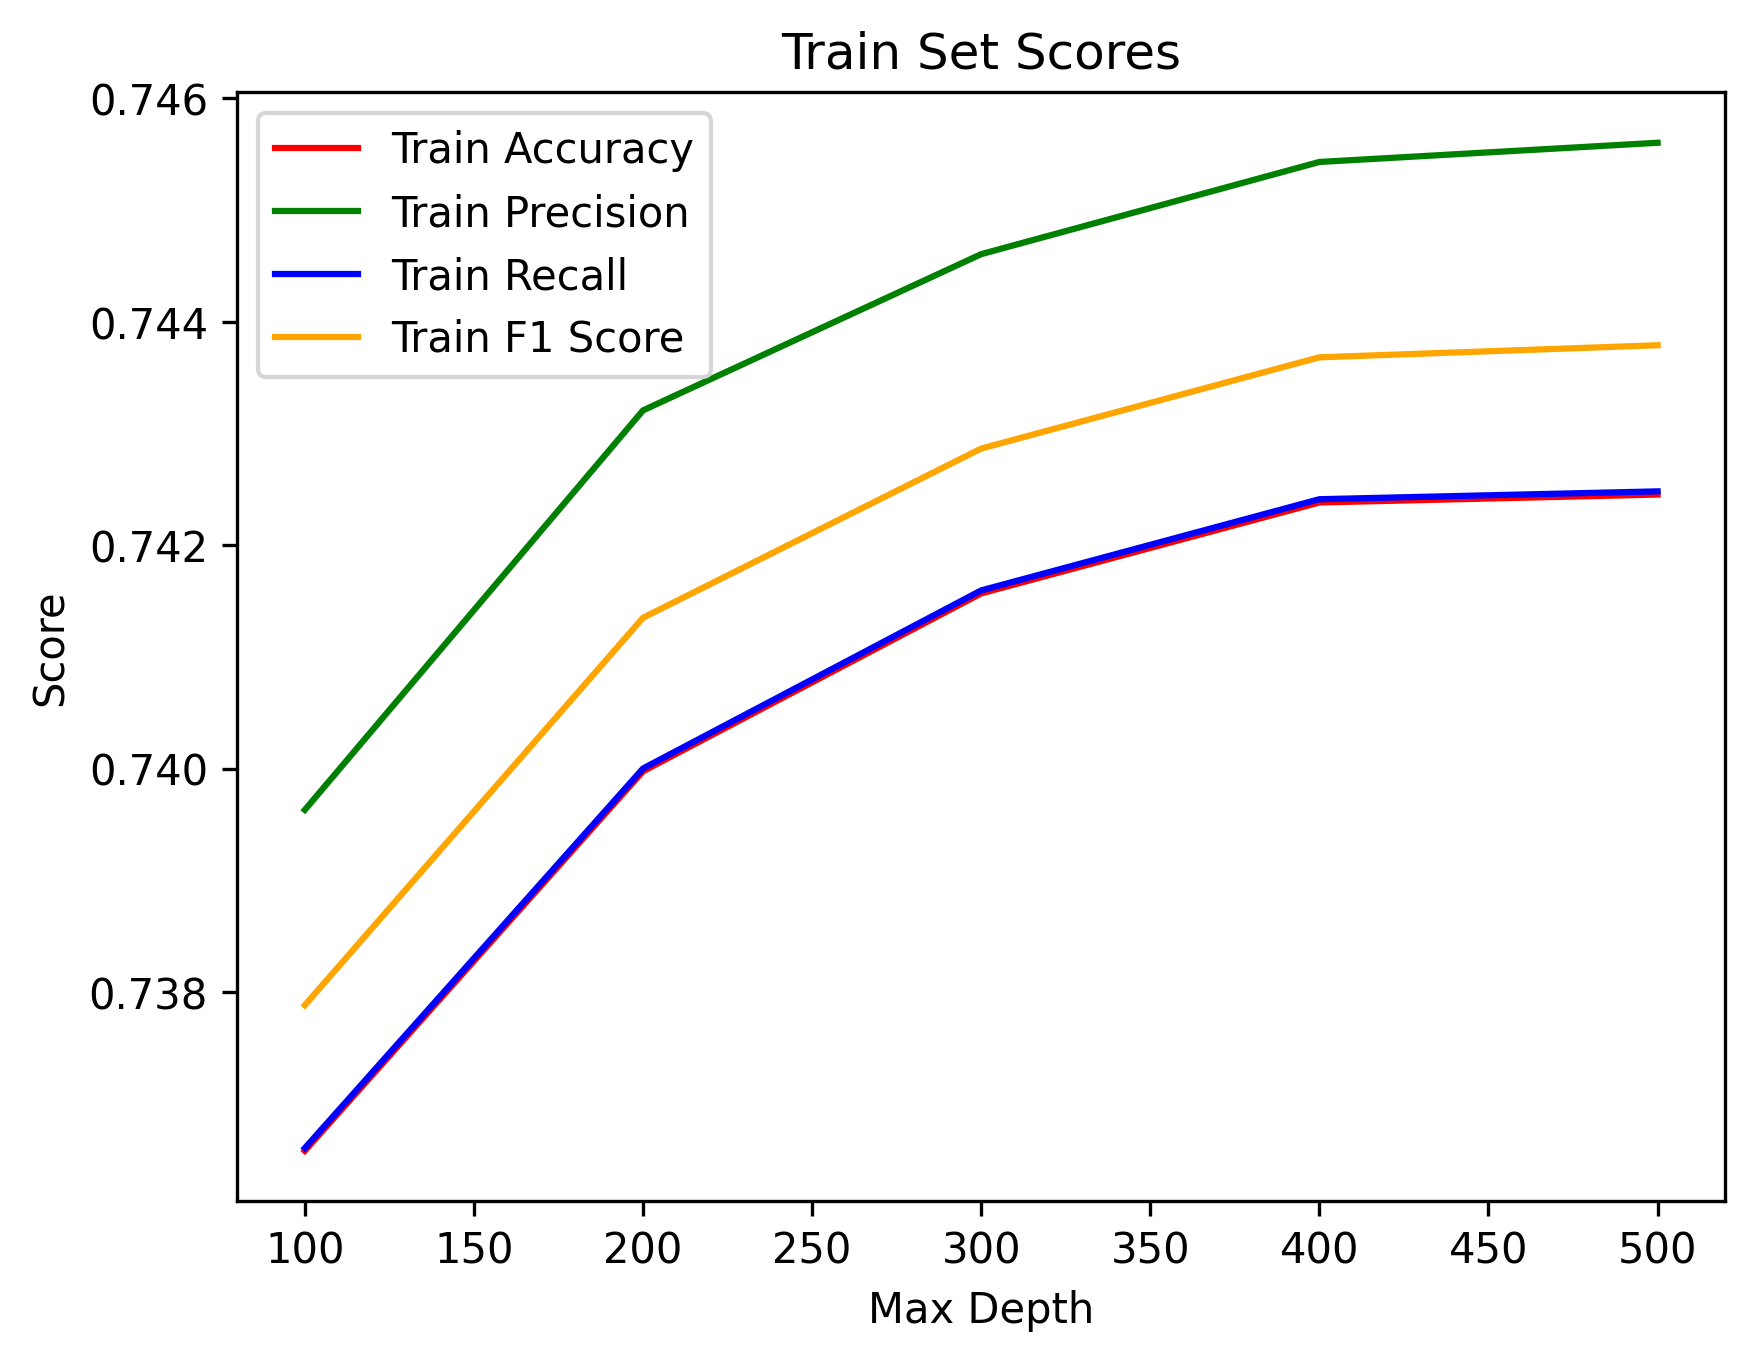 Train Set Scores
0.746
0.744
0.742
0.740
0.738
Score
Train Accuracy
Train Precision
Train Recall
Train F1 Score
100 150 200 250 300 350 400 450 500
Max Depth